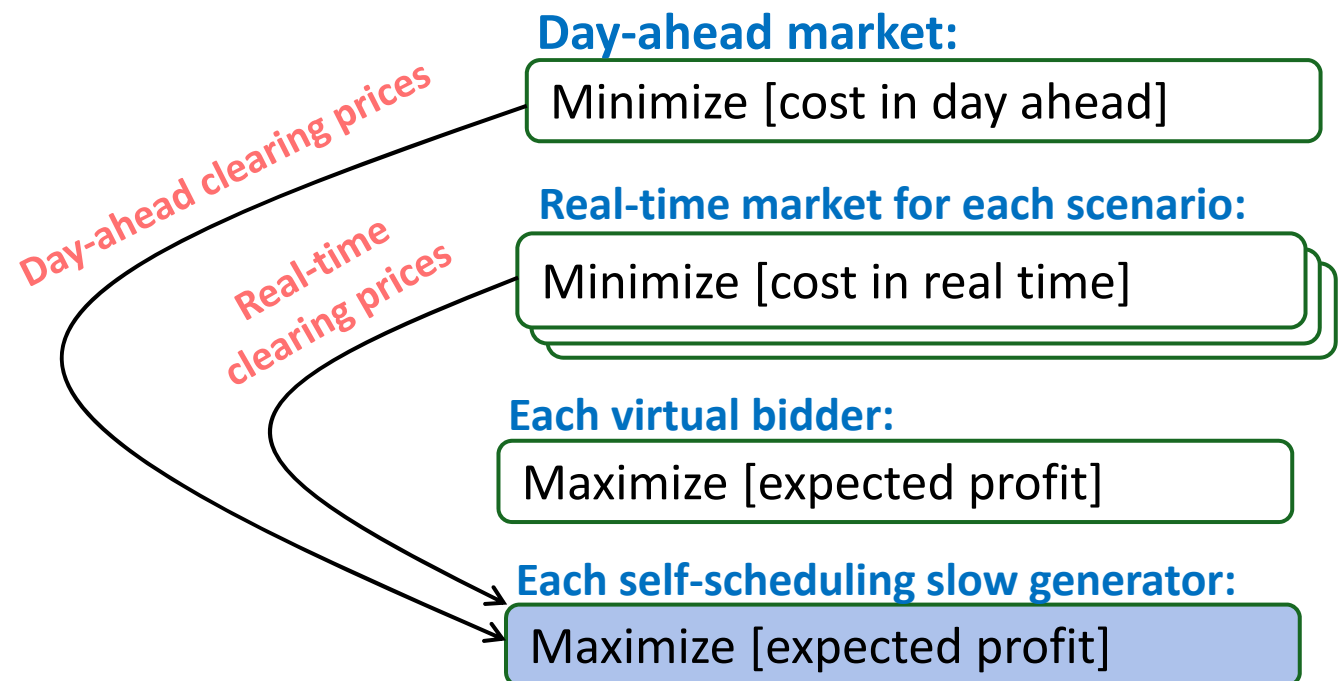 Day-ahead market:
Minimize [cost in day ahead]
Day-ahead clearing prices
Real-time market for each scenario:
Minimize [cost in real time]
Real-time
clearing prices
Each virtual bidder:
Maximize [expected profit]
Each self-scheduling slow generator:
Maximize [expected profit]